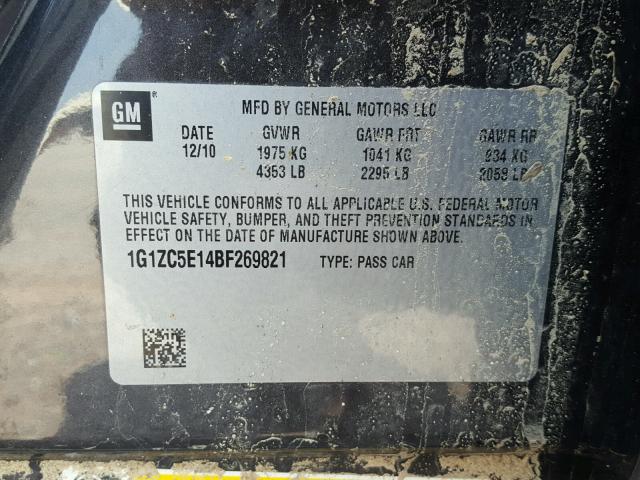 GM
MFD BY GENERAL MOTORS LLC
DATE GVWR GAWR FRT GAWR RR
12/10 1975 KG 1041 KG 934 KG
4353 LB 2295 LB 2059 LB
THIS VEHICLE CONFORMS TO ALL APPLICABLE U.S. FEDERAL MOTOR
VEHICLE SAFETY, BUMPER, AND THEFT PREVENTION STANDARDS IN
EFFECT ON THE DATE OF MANUFACTURE SHOWN ABOVE.
1G1ZC5E14BF269821 TYPE: PASS CAR